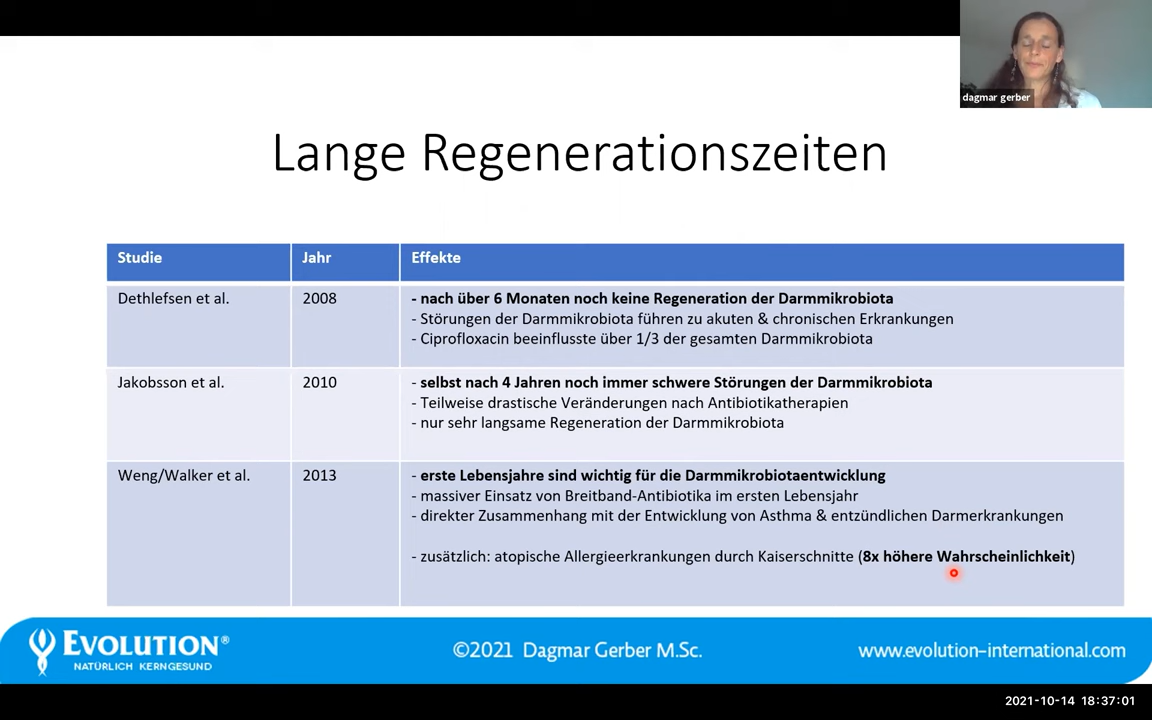 dagmar gerber
Lange Regenerationszeiten
Studie Jahr Effekte
Dethlefsen et al. 2008 - nach über 6 Monaten noch keine Regeneration der Darmmikrobiota
- Störungen der Darmmikrobiota führen zu akuten & chronischen Erkrankungen
- Ciprofloxacin beeinflusste über 1/3 der gesamten Darmmikrobiota
Jakobsson et al. 2010 - selbst nach 4 Jahren noch immer schwere Störungen der Darmmikrobiota
- Teilweise drastische Veränderungen nach Antibiotikatherapien
- nur sehr langsame Regeneration der Darmmikrobiota
Weng/Walker et al. 2013 - erste Lebensjahre sind wichtig für die Darmmikrobiotaentwicklung
- massiver Einsatz von Breitband-Antibiotika im ersten Lebensjahr
- direkter Zusammenhang mit der Entwicklung von Asthma & entzündlichen Darmerkrankungen
- zusätzlich: atopische Allergieerkrankungen durch Kaiserschnitte (8x höhere Wahrscheinlichkeit)
EVOLUTION®
NATÜRLICH KERNGESUND
©2021 Dagmar Gerber M.Sc.
www.evolution-international.com
2021-10-14 18:37:01